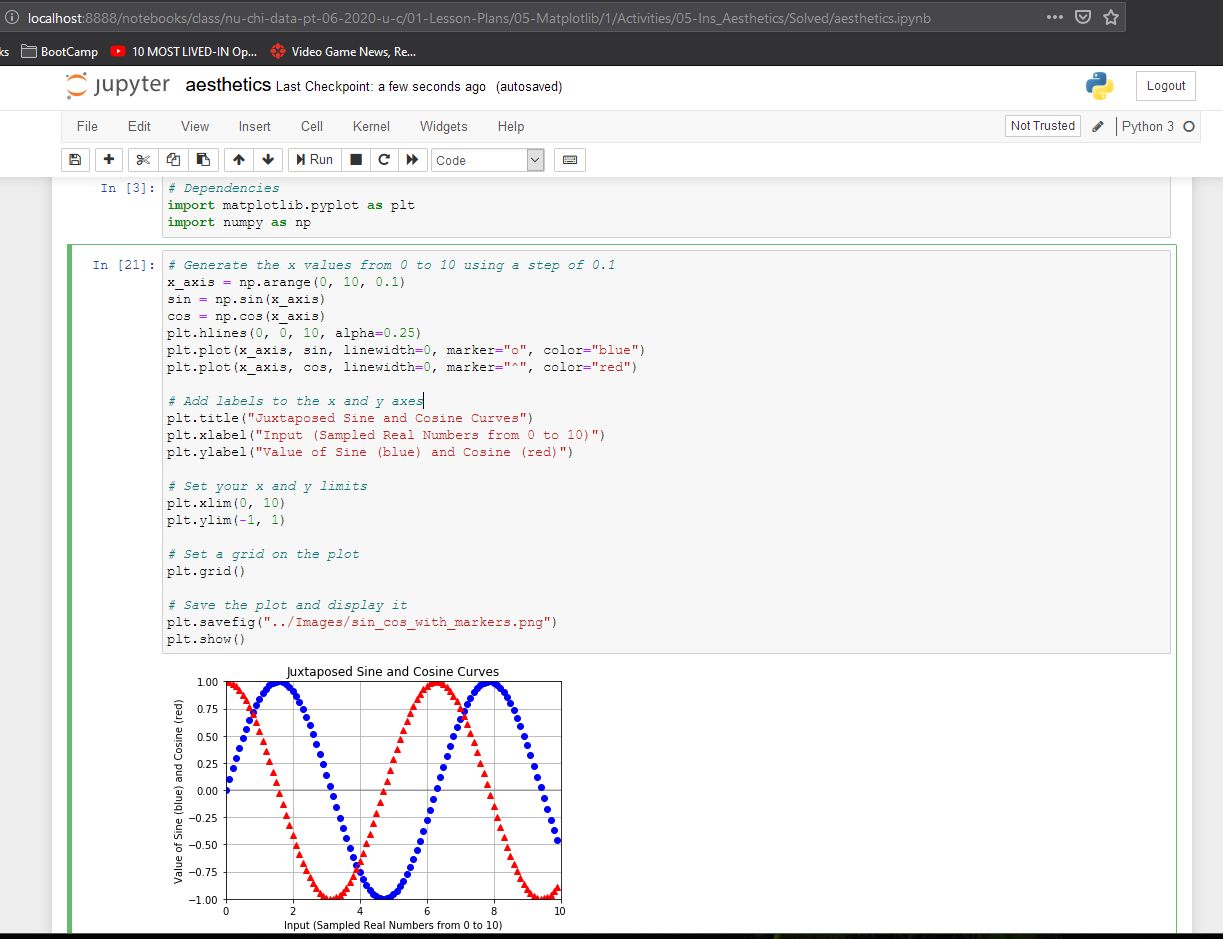 localhost:8888/notebooks/class/nu-chi-data-pt-06-2020-u-c/01-Lesson-Plans/05-Matplotlib/1/Activities/05-Ins_Aesthetics/Solved/aesthetics.ipynb
ks BootCamp 10 MOST LIVED-IN Op... Video Game News, Re...
jupyter aesthetics Last Checkpoint: a few seconds ago (autosaved) Logout
File Edit View Insert Cell Kernel Widgets Help Not Trusted Python 3
Run Code
In [3]: # Dependencies
import matplotlib.pyplot as plt
import numpy as np
In [21]: # Generate the x values from 0 to 10 using a step of 0.1
x_axis = np.arange(0, 10, 0.1)
sin = np.sin(x_axis)
cos = np.cos(x_axis)
plt.hlines(0, 0, 10, alpha=0.25)
plt.plot(x_axis, sin, linewidth=0, marker="o", color="blue")
plt.plot(x_axis, cos, linewidth=0, marker="^", color="red")
# Add labels to the x and y axes
plt.title("Juxtaposed Sine and Cosine Curves")
plt.xlabel("Input (Sampled Real Numbers from 0 to 10)")
plt.ylabel("Value of Sine (blue) and Cosine (red)")
# Set your x and y limits
plt.xlim(0, 10)
plt.ylim(-1, 1)
# Set a grid on the plot
plt.grid()
# Save the plot and display it
plt.savefig("../Images/sin_cos_with_markers.png")
plt.show()
Juxtaposed Sine and Cosine Curves
Value of Sine (blue) and Cosine (red)
1.00
0.75
0.50
0.25
0.00
−0.25
−0.50
−0.75
−1.00
0 2 4 6 8 10
Input (Sampled Real Numbers from 0 to 10)